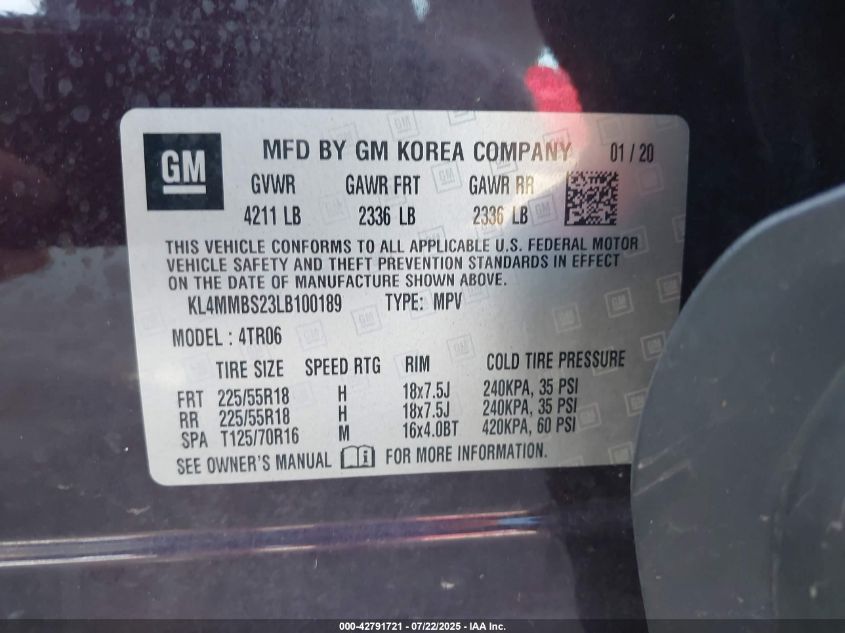 GM MFD BY GM KOREA COMPANY 01 / 20
GVWR GAWR FRT GAWR RR
4211 LB 2336 LB 2336 LB
THIS VEHICLE CONFORMS TO ALL APPLICABLE U.S. FEDERAL MOTOR
VEHICLE SAFETY AND THEFT PREVENTION STANDARDS IN EFFECT
ON THE DATE OF MANUFACTURE SHOWN ABOVE.
KL4MMBS23LB100189 TYPE: MPV
MODEL : 4TR06
TIRE SIZE SPEED RTG RIM COLD TIRE PRESSURE
FRT 225/55R18 H 18x7.5J 240KPA, 35 PSI
RR 225/55R18 H 18x7.5J 240KPA, 35 PSI
SPA T125/70R16 M 16x4.0BT 420KPA, 60 PSI
SEE OWNER'S MANUAL FOR MORE INFORMATION.
000-42791721 / 07/22/2025 - IAA Inc.